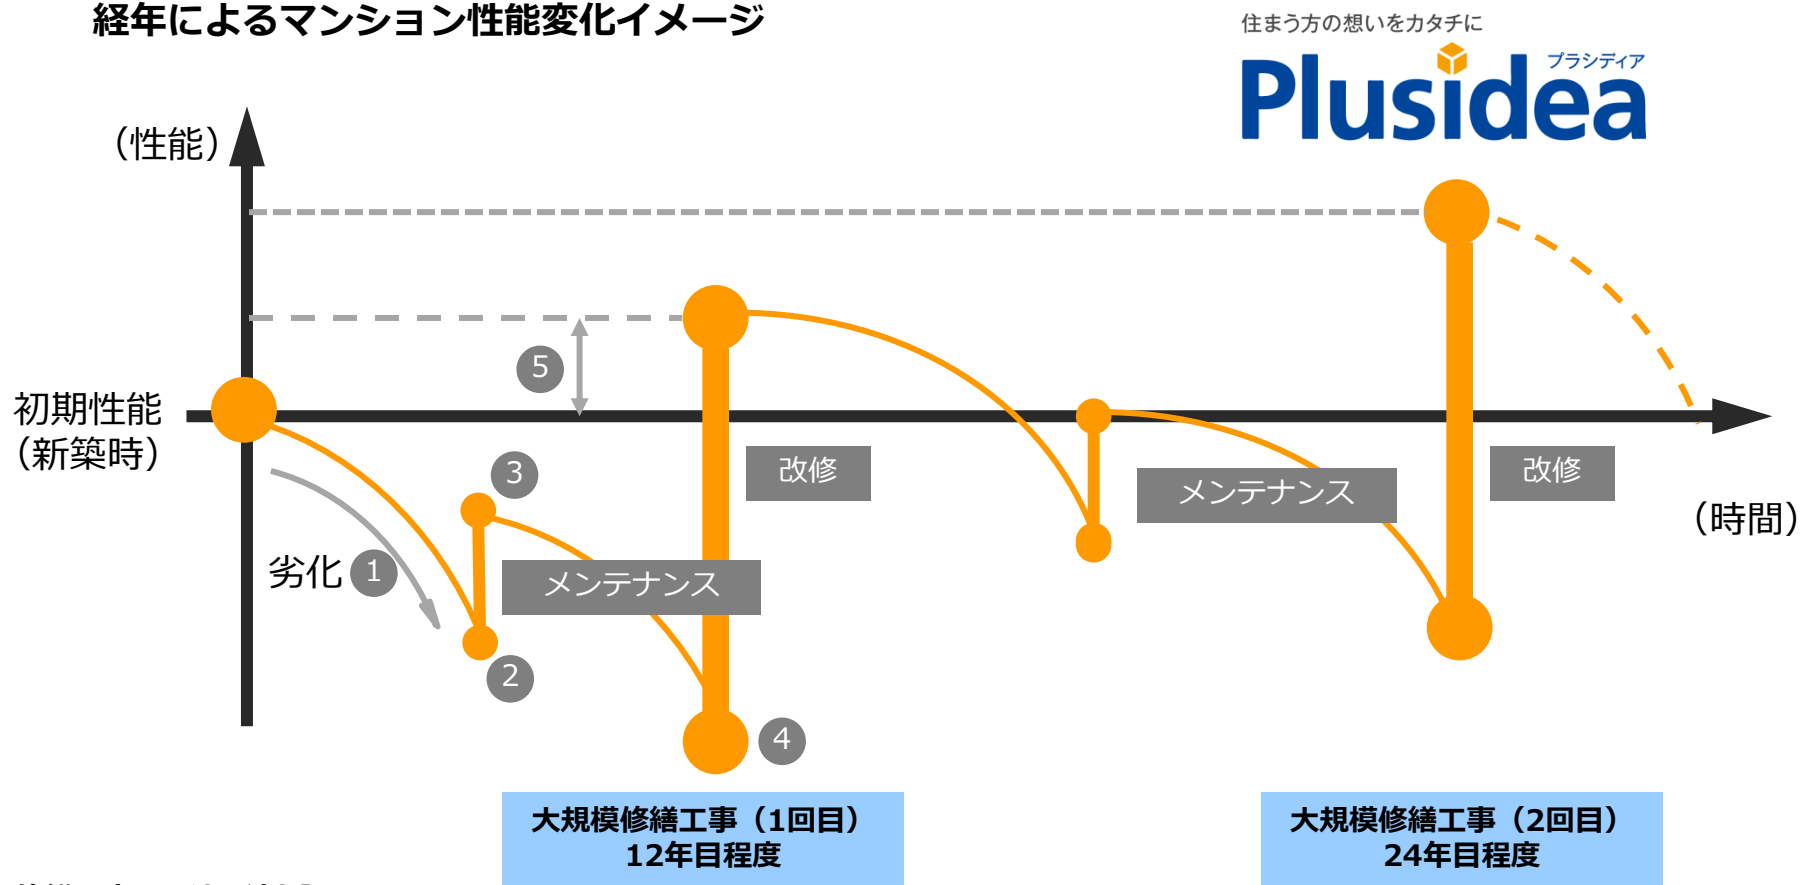 経年によるマンション性能変化イメージ
住まう方の想いをカタチに
プラシディア
Plusidea
（性能）
5
初期性能
（新築時）
3
改修
メンテナンス
改修
（時間）
劣化 1
メンテナンス
2
4
大規模修繕工事（1回目）
12年目程度
大規模修繕工事（2回目）
24年目程度